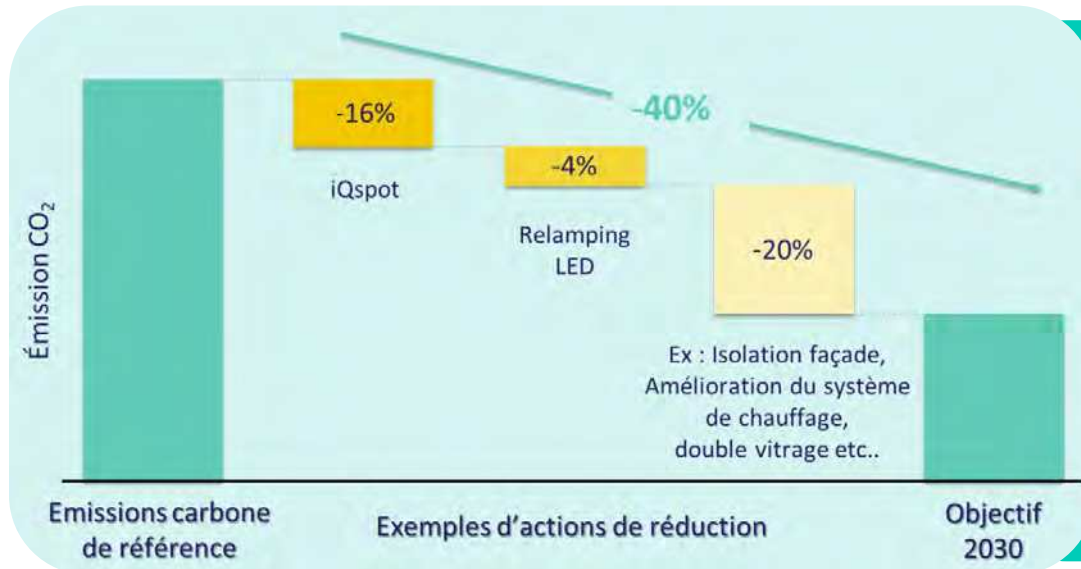 -16%
-40%
-4%
iQspot
Émission CO₂
Relamping
LED
-20%
Ex : Isolation façade,
Amélioration du système
de chauffage,
double vitrage etc..
Emissions carbone
de référence
Exemples d'actions de réduction
Objectif
2030